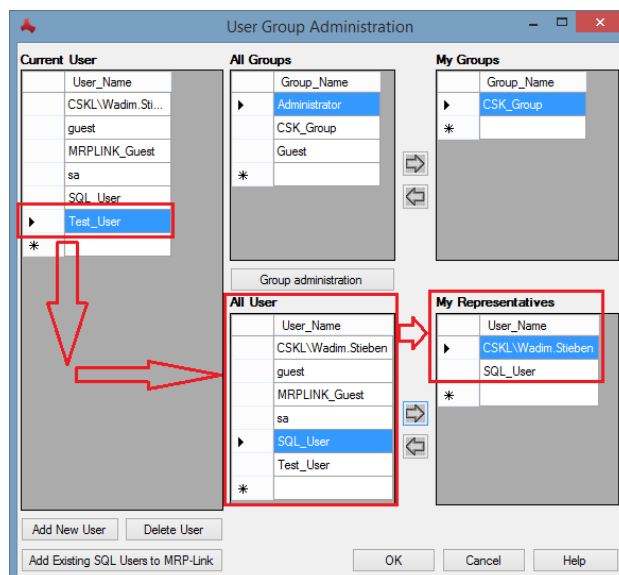 User Group Administration
Current User
User_Name
CSKL\Wadim.Sti...
guest
MRPLINK_Guest
sa
SQL_User
Test_User
All Groups
Group_Name
Administrator
CSK_Group
Guest
My Groups
Group_Name
CSK_Group
Group administration
All User
User_Name
CSKL\Wadim.Stieben
guest
MRPLINK_Guest
sa
SQL_User
Test_User
My Representatives
User_Name
CSKL\Wadim.Stieben
SQL_User
Add New User
Delete User
Add Existing SQL Users to MRP-Link
OK
Cancel
Help